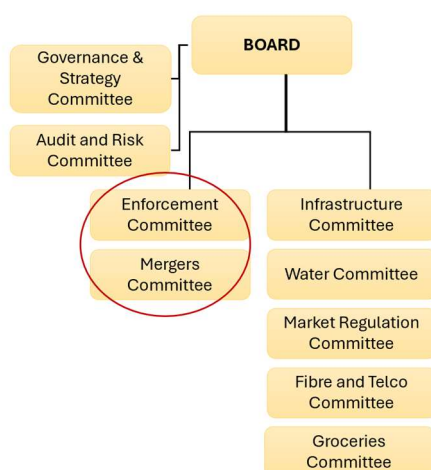 BOARD
Governance &
Strategy
Committee
Audit and Risk
Committee
Enforcement
Committee
Mergers
Committee
Infrastructure
Committee
Water Committee
Market Regulation
Committee
Fibre and Telco
Committee
Groceries
Committee